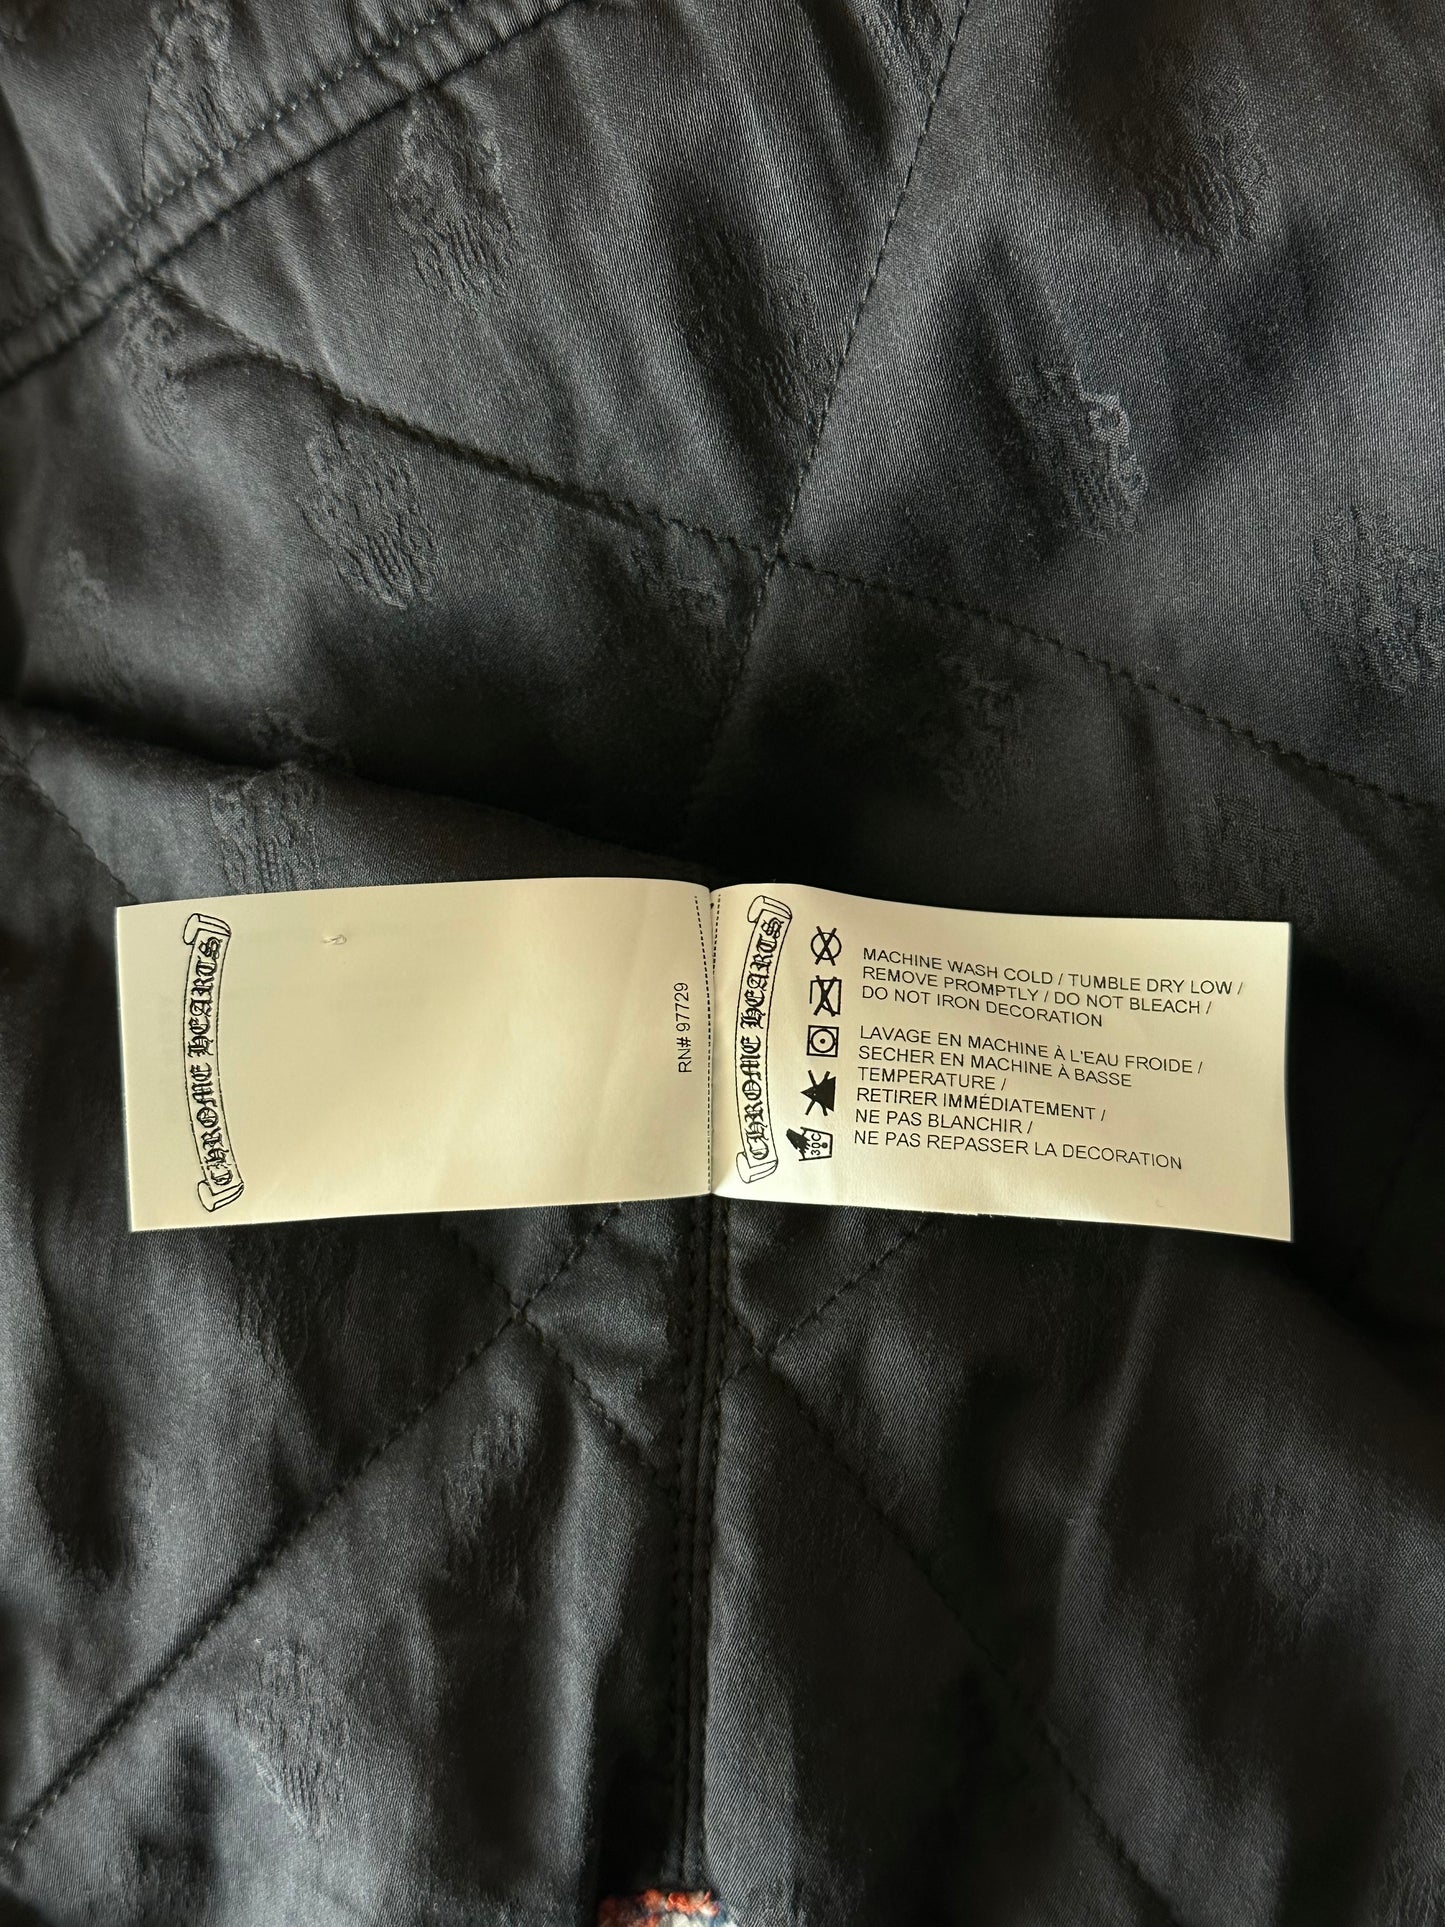 CHROME HEARTS
RN# 97729
CHROME HEARTS
MACHINE WASH COLD / TUMBLE DRY LOW /
REMOVE PROMPTLY / DO NOT BLEACH /
DO NOT IRON DECORATION
LAVAGE EN MACHINE À L'EAU FROIDE /
SECHER EN MACHINE À BASSE
TEMPERATURE /
RETIRER IMMÉDIATEMENT /
NE PAS BLANCHIR /
NE PAS REPASSER LA DECORATION
30C